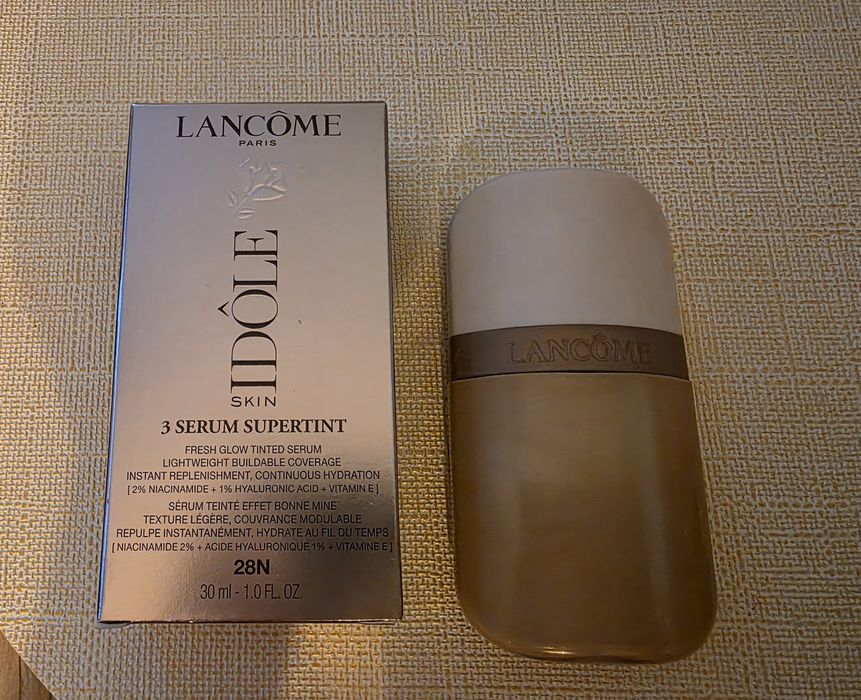 LANCÔME
PARIS
IDÔLE
SKIN
3 SERUM SUPERTINT
FRESH GLOW TINTED SERUM
LIGHTWEIGHT BUILDABLE COVERAGE
INSTANT REPLENISHMENT, CONTINUOUS HYDRATION
[ 2% NIACINAMIDE + 1% HYALURONIC ACID + VITAMIN E ]
SÉRUM TEINTÉ EFFET BONNE MINE
TEXTURE LÉGÈRE, COUVRANCE MODULABLE
REPULPE INSTANTANÉMENT, HYDRATE AU FIL DU TEMPS
[ NIACINAMIDE 2% + ACIDE HYALURONIQUE 1% + VITAMINE E ]
28N
30 ml - 1.0 FL. OZ.
LANCÔME